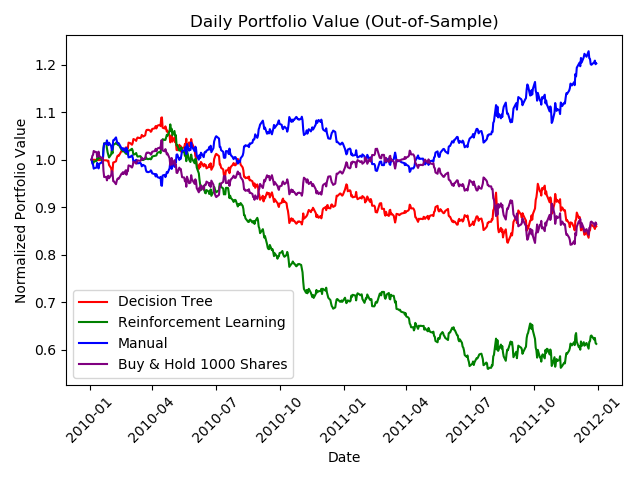 Daily Portfolio Value (Out-of-Sample)
Normalized Portfolio Value
1.2
1.1
1.0
0.9
0.8
0.7
0.6
Decision Tree
Reinforcement Learning
Manual
Buy & Hold 1000 Shares
2010-01
2010-04
2010-07
2010-10
2011-01
2011-04
2011-07
2011-10
2012-01
Date